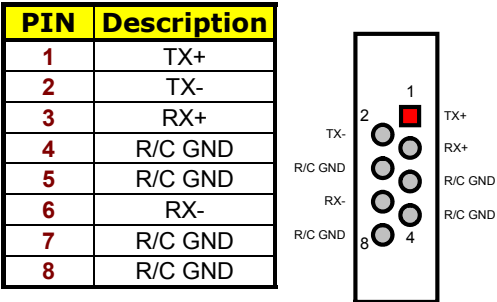 PIN Description
1 TX+
2 TX-
3 RX+
4 R/C GND
5 R/C GND
6 RX-
7 R/C GND
8 R/C GND
1
2 TX+
TX- RX+
R/C GND R/C GND
RX- R/C GND
R/C GND 8 4